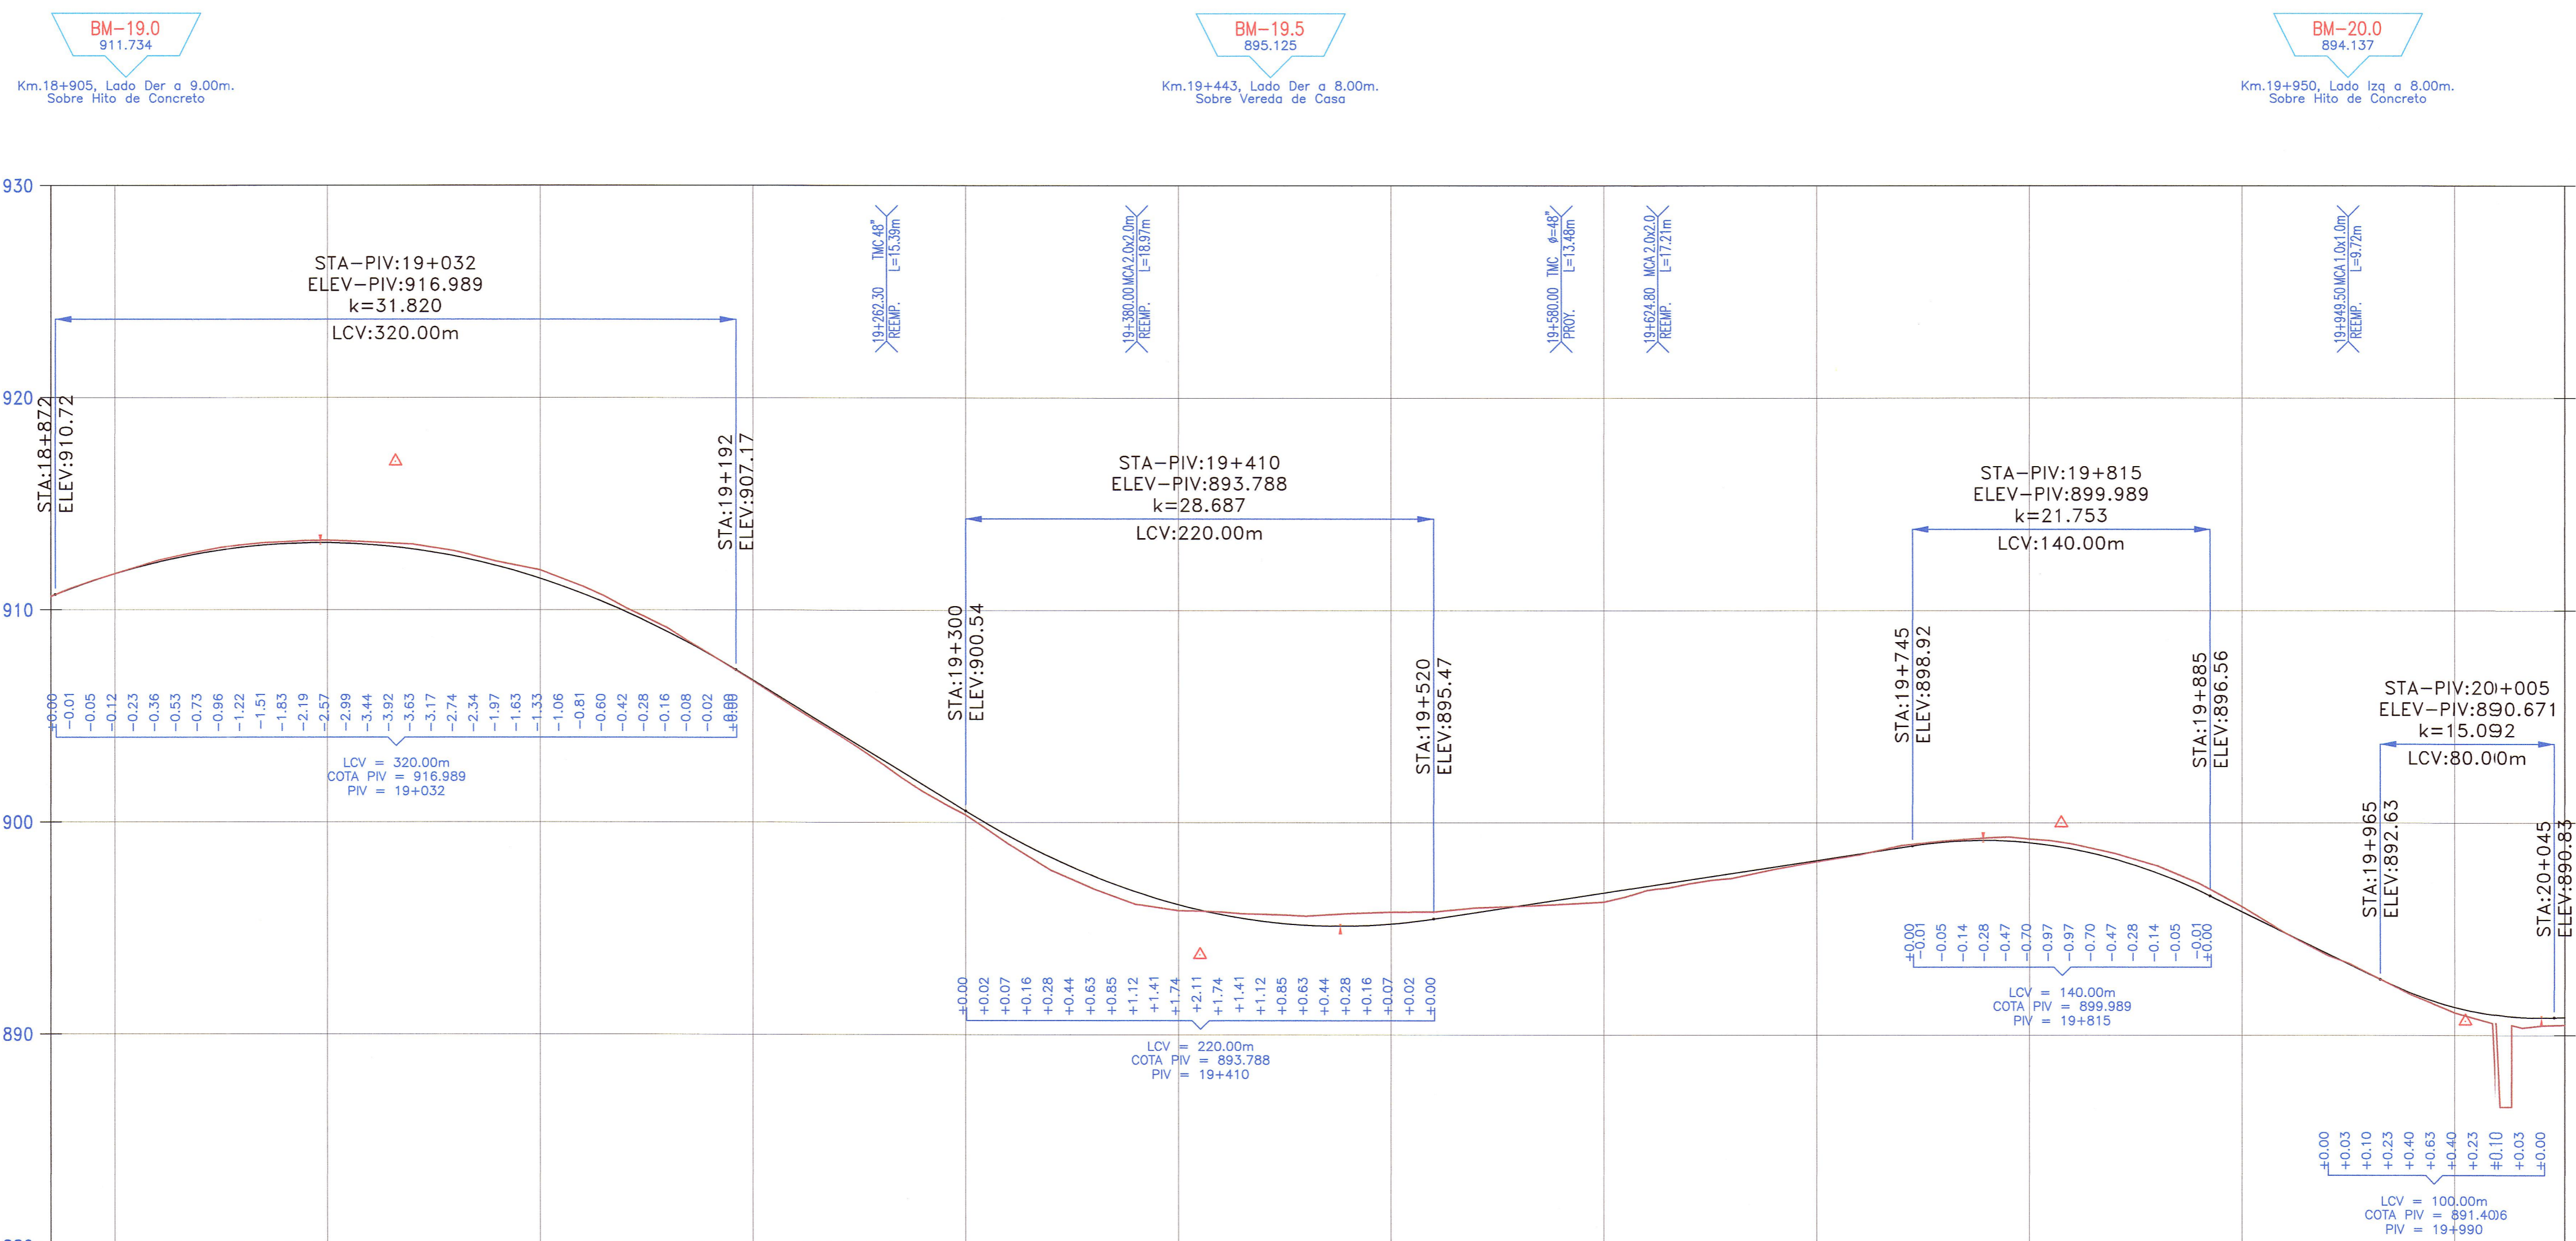 BM-19.0
911.734
Km.18+905, Lado Der a 9.00m.
Sobre Hito de Concreto
BM-19.5
895.125
Km.19+443, Lado Der a 8.00m.
Sobre Vereda de Casa
BM-20.0
894.137
Km.19+950, Lado Izq a 8.00m.
Sobre Hito de Concreto
930
920
910
900
890
STA:18+872
ELEV:910.72
STA-PIV:19+032
ELEV-PIV:916.989
k=31.820
LCV:320.00m
STA:19+192
ELEV:907.17
19+262.30 TMC 48"
REEMP. L=15.39m
19+380.00 MCA 2.0x2.0m
REEMP. L=18.97m
19+580.00 TMC ø=48"
PROY. L=13.48m
19+624.80 MCA 2.0x2.0
REEMP. L=17.21m
19+949.50 MCA 1.0x1.0m
REEMP. L=9.72m
STA:19+300
ELEV:900.54
STA-PIV:19+410
ELEV-PIV:893.788
k=28.687
LCV:220.00m
STA:19+520
ELEV:895.47
STA:19+745
ELEV:898.92
STA-PIV:19+815
ELEV-PIV:899.989
k=21.753
LCV:140.00m
STA:19+885
ELEV:896.56
STA:19+965
ELEV:892.63
STA-PIV:20+005
ELEV-PIV:890.671
k=15.092
LCV:80.00m
STA:20+045
ELEV:890.83
+0.00 -0.01 -0.05 -0.12 -0.23 -0.36 -0.53 -0.73 -0.96 -1.22 -1.51 -1.83 -2.19 -2.57 -2.99 -3.44 -3.92 -3.63 -3.17 -2.74 -2.34 -1.97 -1.63 -1.33 -1.06 -0.81 -0.60 -0.42 -0.28 -0.16 -0.08 -0.02 +0.00
LCV = 320.00m
COTA PIV = 916.989
PIV = 19+032
+0.00 +0.02 +0.07 +0.16 +0.28 +0.44 +0.63 +0.85 +1.12 +1.41 +1.74 +2.11 +1.74 +1.41 +1.12 +0.85 +0.63 +0.44 +0.28 +0.16 +0.07 +0.02 +0.00
LCV = 220.00m
COTA PIV = 893.788
PIV = 19+410
+0.00 -0.01 -0.05 -0.14 -0.28 -0.47 -0.70 -0.97 -0.97 -0.70 -0.47 -0.28 -0.14 -0.05 -0.01 +0.00
LCV = 140.00m
COTA PIV = 899.989
PIV = 19+815
+0.00 +0.03 +0.10 +0.23 +0.40 +0.63 +0.40 +0.23 +0.10 +0.03 +0.00
LCV = 100.00m
COTA PIV = 891.406
PIV = 19+990